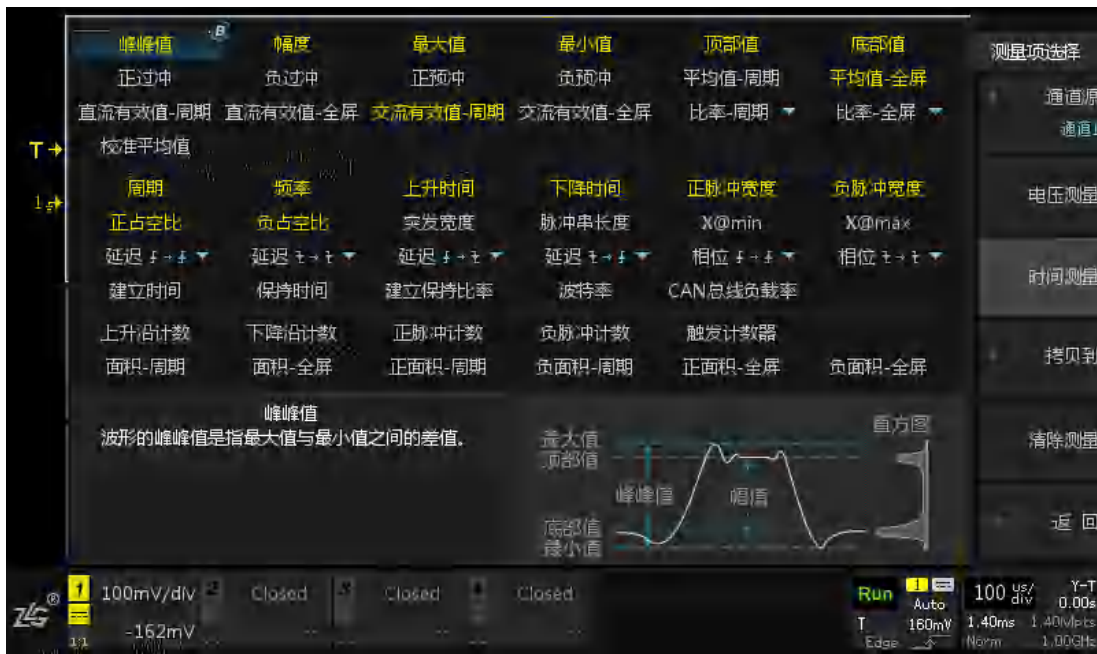 峰峰值 B 幅度 最大值 最小值 顶部值 底部值
正过冲 负过冲 正预冲 负预冲 平均值-周期 平均值-全屏
直流有效值-周期 直流有效值-全屏 交流有效值-周期 交流有效值-全屏 比率-周期 比率-全屏
校准平均值
周期 频率 上升时间 下降时间 正脉冲宽度 负脉冲宽度
正占空比 负占空比 突发宽度 脉冲串长度 X@min X@max
延迟 延迟 延迟 延迟 相位 相位
建立时间 保持时间 建立保持比率 波特率 CAN总线负载率
上升沿计数 下降沿计数 正脉冲计数 负脉冲计数 触发计数器
面积-周期 面积-全屏 正面积-周期 负面积-周期 正面积-全屏 负面积-全屏
峰峰值
波形的峰峰值是指最大值与最小值之间的差值.
直方图
最大值
顶部值
峰峰值 幅值
底部值
最小值
测量项选择
通道源
通道
电压测量
时间测量
拷贝到
清除测量
返回
T
1
ZLG®
1 100mV/div 2 Closed 3 Closed 4 Closed
1:1 -162mV -- -- --
Run 1 Auto
T 160mV
Edge
100 us/div Y-T
0.00s
1.40ms 1.40Mpts
Norm 1.00GHz